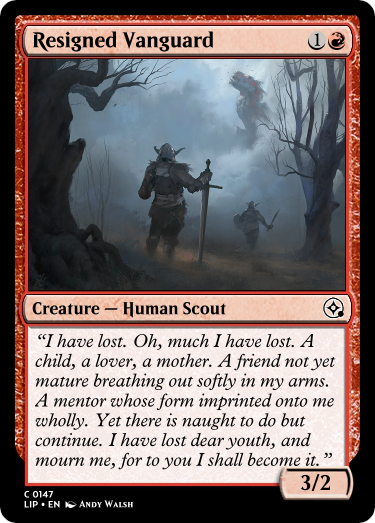 Resigned Vanguard 1
Creature — Human Scout
“I have lost. Oh, much I have lost. A
child, a lover, a mother. A friend not yet
mature breathing out softly in my arms.
A mentor whose form imprinted onto me
wholly. Yet there is naught to do but
continue. I have lost dear youth, and
mourn me, for to you I shall become it.”
3/2
C 0147
LIP • EN Andy Walsh